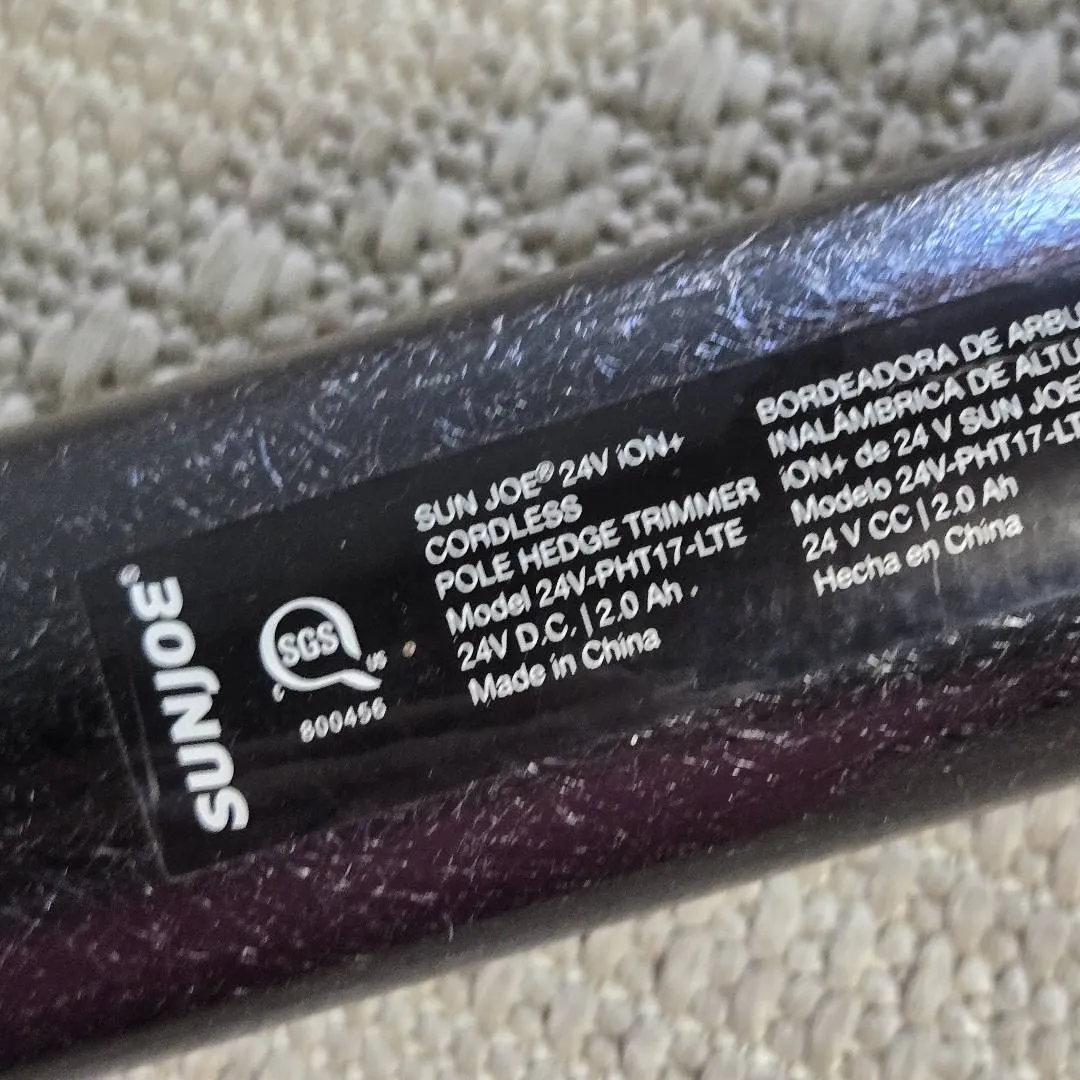 SUNJOE®
SGS
C US
800456
SUN JOE® 24V iON+
CORDLESS
POLE HEDGE TRIMMER
Model 24V-PHT17-LTE
24V D.C. | 2.0 Ah
Made in China
BORDEADORA DE
INALÁMBRICA DE
iON+ de 24 V SUN JOE
Modelo
24 V CC | 2.0 Ah
Hecha en China